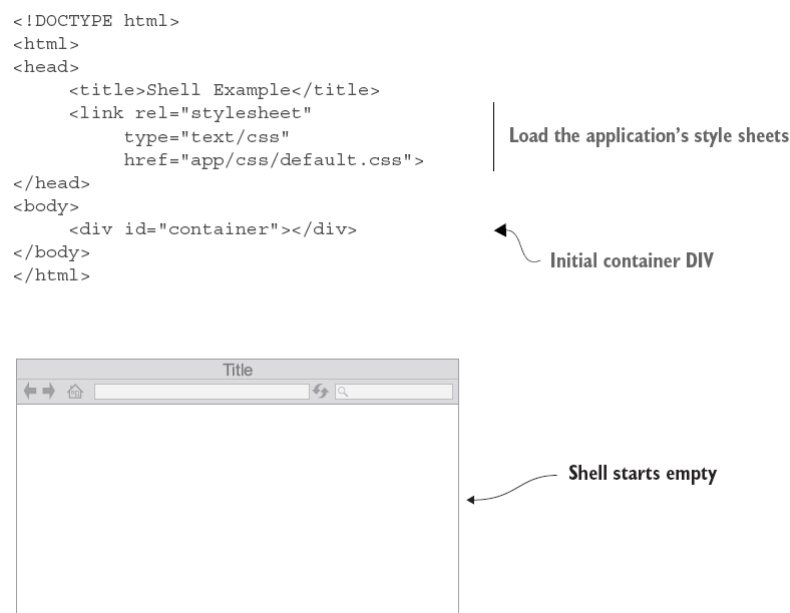 <!DOCTYPE html>
<html>
<head>
<title>Shell Example</title>
<link rel="stylesheet"
type="text/css"
href="app/css/default.css">
Load the application’s style sheets
</head>
<body>
<div id="container"></div>
</body>
Initial container DIV
</html>
Title
Shell starts empty